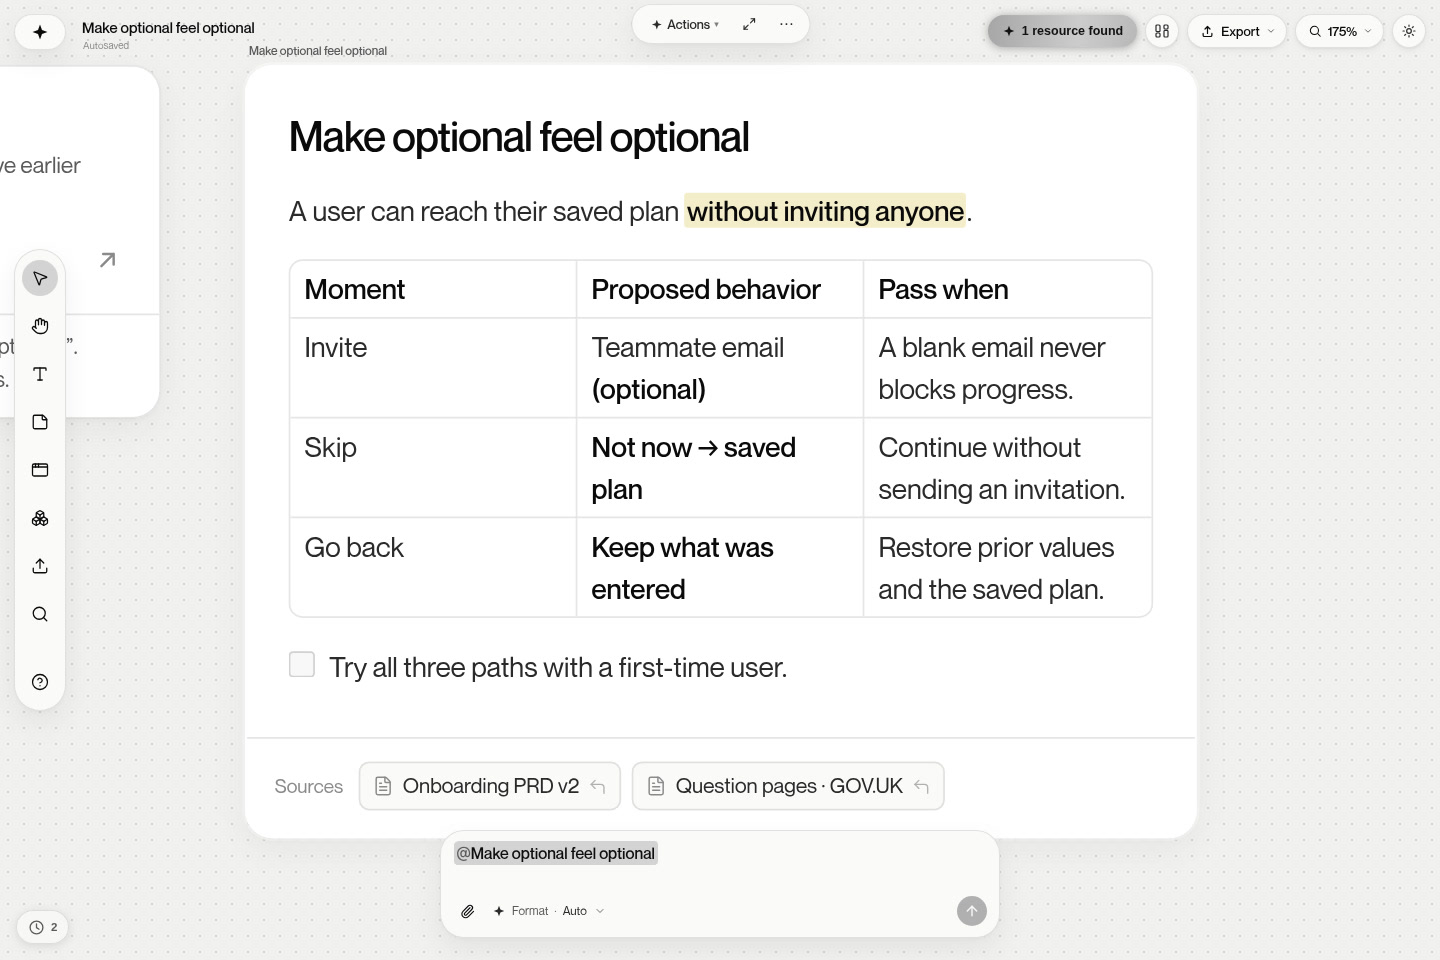 Make optional feel optional
Autosaved
Make optional feel optional
Actions
1 resource found
Export
175%
ve earlier
”.
s.
Make optional feel optional
A user can reach their saved plan without inviting anyone.
Moment Proposed behavior Pass when
Invite
Teammate email
(optional)
A blank email never
blocks progress.
Skip
Not now → saved
plan
Continue without
sending an invitation.
Go back
Keep what was
entered
Restore prior values
and the saved plan.
Try all three paths with a first-time user.
Sources Onboarding PRD v2 Question pages · GOV.UK
@Make optional feel optional
Format · Auto
2